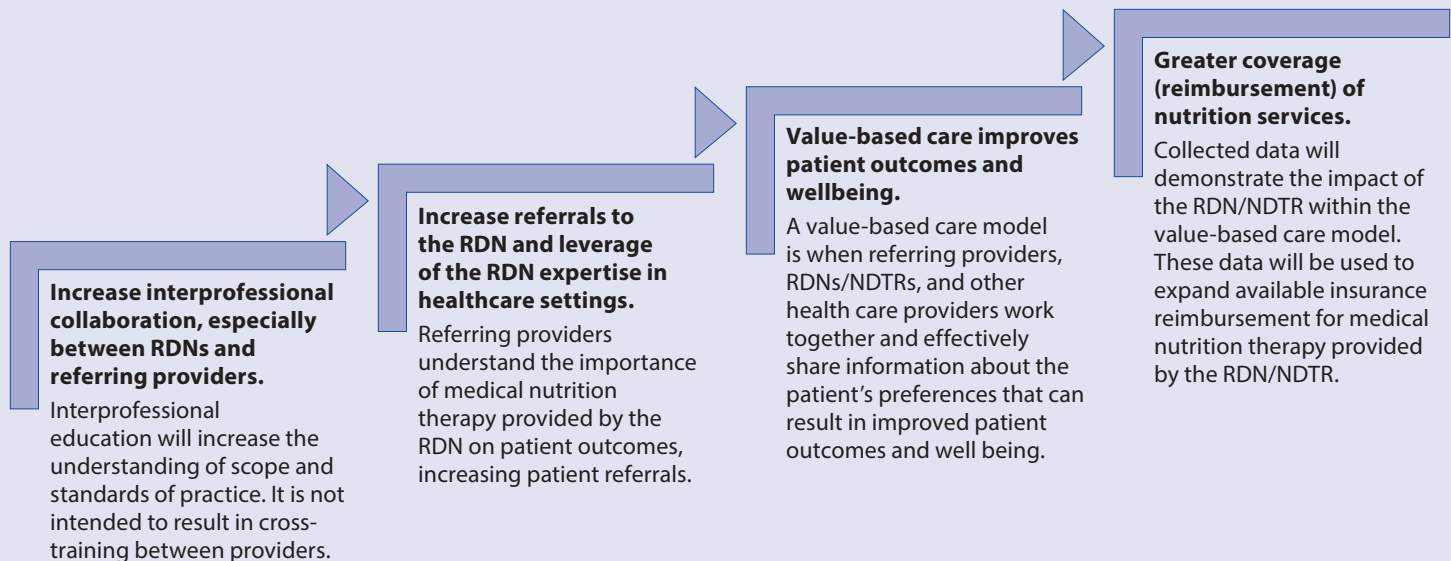 Increase interprofessional
collaboration, especially
between RDNs and
referring providers.
Interprofessional
education will increase the
understanding of scope and
standards of practice. It is not
intended to result in cross-
training between providers.
Increase referrals to
the RDN and leverage
of the RDN expertise in
healthcare settings.
Referring providers
understand the importance
of medical nutrition
therapy provided by the
RDN on patient outcomes,
increasing patient referrals.
Value-based care improves
patient outcomes and
wellbeing.
A value-based care model
is when referring providers,
RDNs/NDTRs, and other
health care providers work
together and effectively
share information about the
patient’s preferences that can
result in improved patient
outcomes and well being.
Greater coverage
(reimbursement) of
nutrition services.
Collected data will
demonstrate the impact of
the RDN/NDTR within the
value-based care model.
These data will be used to
expand available insurance
reimbursement for medical
nutrition therapy provided
by the RDN/NDTR.